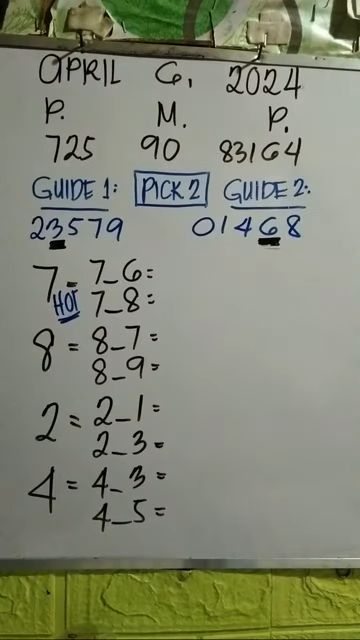 APRIL 6, 2024
P. M. P.
725 90 83164
GUIDE 1: PICK 2 GUIDE 2:
23579 01468
7 = 7_6=
HOT 7_8=
8 = 8_7=
8_9=
2 = 2_1=
2_3=
4 = 4_3=
4_5=